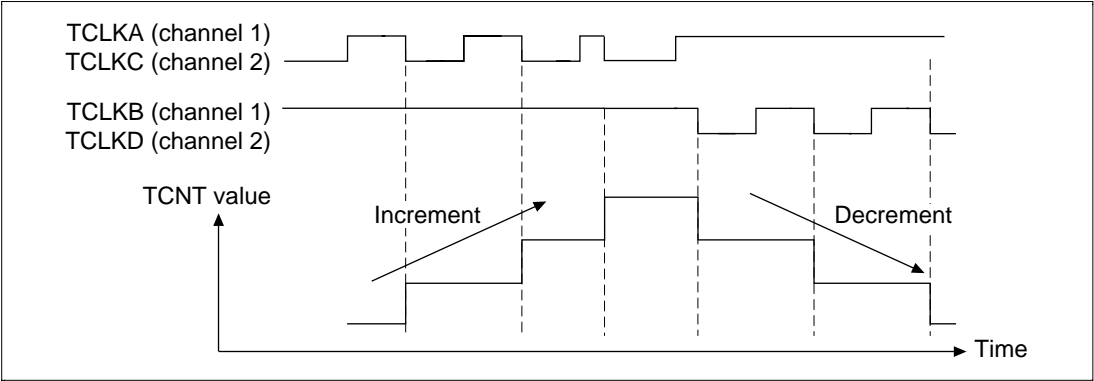 TCLKA (channel 1)
TCLKC (channel 2)
TCLKB (channel 1)
TCLKD (channel 2)
TCNT value
Increment
Decrement
Time